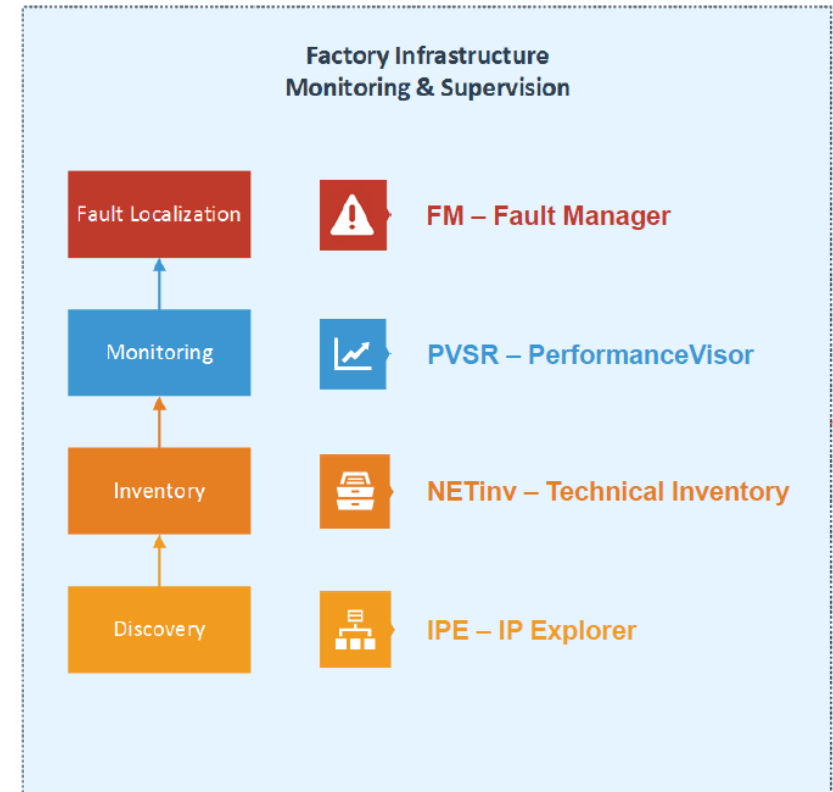 Factory Infrastructure
Monitoring & Supervision
Fault Localization
FM – Fault Manager
Monitoring
PVSR – PerformanceVisor
Inventory
NETinv – Technical Inventory
Discovery
IPE – IP Explorer